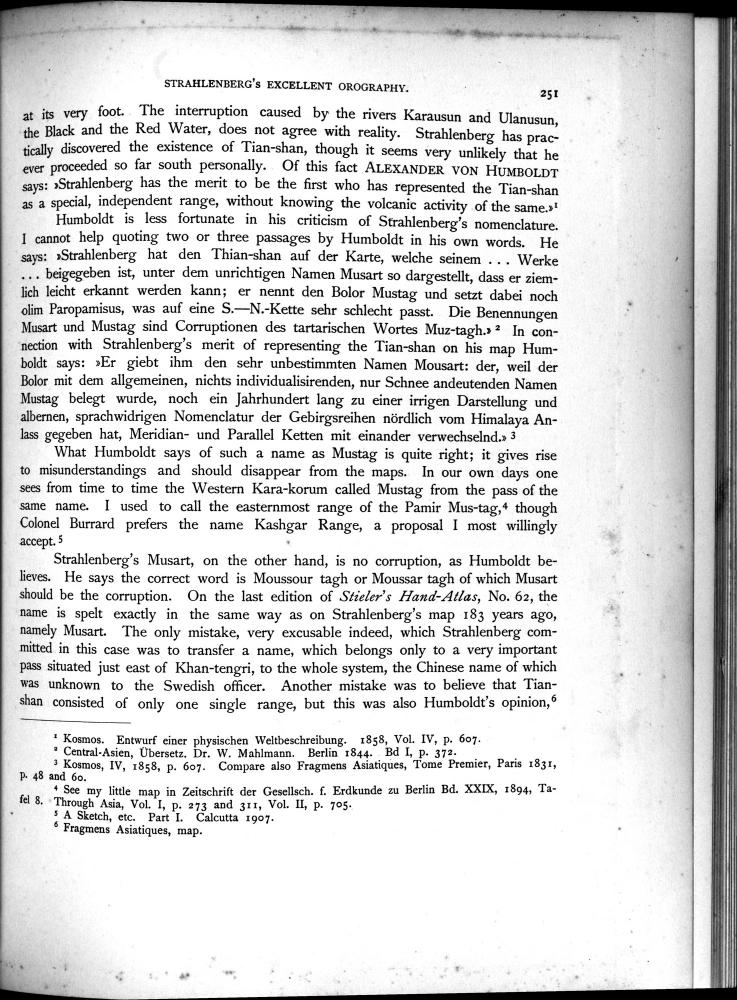 STRAHLENBERG'S EXCELLENT OROGRAPHY.
251
at its very foot. The interruption caused by the rivers Karausun and Ulanusun,
the Black and the Red Water, does not agree with reality. Strahlenberg has prac-
tically discovered the existence of Tian-shan, though it seems very unlikely that he
ever proceeded so far south personally. Of this fact ALEXANDER VON HUMBOLDT
says: »Strahlenberg has the merit to be the first who has represented the Tian-shan
as a special, independent range, without knowing the volcanic activity of the same.»¹
Humboldt is less fortunate in his criticism of Strahlenberg's nomenclature.
I cannot help quoting two or three passages by Humboldt in his own words. He
says: »Strahlenberg hat den Thian-shan auf der Karte, welche seinem ... Werke
... beigegeben ist, unter dem unrichtigen Namen Musart so dargestellt, dass er ziem-
lich leicht erkannt werden kann; er nennt den Bolor Mustag und setzt dabei noch
olim Paropamisus, was auf eine S.—N.-Kette sehr schlecht passt. Die Benennungen
Musart und Mustag sind Corruptionen des tartarischen Wortes Muz-tagh.» ² In con-
nection with Strahlenberg's merit of representing the Tian-shan on his map Hum-
boldt says: »Er giebt ihm den sehr unbestimmten Namen Mousart: der, weil der
Bolor mit dem allgemeinen, nichts individualisirenden, nur Schnee andeutenden Namen
Mustag belegt wurde, noch ein Jahrhundert lang zu einer irrigen Darstellung und
albernen, sprachwidrigen Nomenclatur der Gebirgsreihen nördlich vom Himalaya An-
lass gegeben hat, Meridian- und Parallel Ketten mit einander verwechselnd.» ³
What Humboldt says of such a name as Mustag is quite right; it gives rise
to misunderstandings and should disappear from the maps. In our own days one
sees from time to time the Western Kara-korum called Mustag from the pass of the
same name. I used to call the easternmost range of the Pamir Mus-tag,⁴ though
Colonel Burrard prefers the name Kashgar Range, a proposal I most willingly
accept.⁵
Strahlenberg's Musart, on the other hand, is no corruption, as Humboldt be-
lieves. He says the correct word is Moussour tagh or Moussar tagh of which Musart
should be the corruption. On the last edition of Stieler's Hand-Atlas, No. 62, the
name is spelt exactly in the same way as on Strahlenberg's map 183 years ago,
namely Musart. The only mistake, very excusable indeed, which Strahlenberg com-
mitted in this case was to transfer a name, which belongs only to a very important
pass situated just east of Khan-tengri, to the whole system, the Chinese name of which
was unknown to the Swedish officer. Another mistake was to believe that Tian-
shan consisted of only one single range, but this was also Humboldt's opinion,⁶
¹ Kosmos. Entwurf einer physischen Weltbeschreibung. 1858, Vol. IV, p. 607.
² Central-Asien, Übersetz. Dr. W. Mahlmann. Berlin 1844. Bd I, p. 372.
³ Kosmos, IV, 1858, p. 607. Compare also Fragmens Asiatiques, Tome Premier, Paris 1831,
p. 48 and 60.
⁴ See my little map in Zeitschrift der Gesellsch. f. Erdkunde zu Berlin Bd. XXIX, 1894, Ta-
fel 8. Through Asia, Vol. I, p. 273 and 311, Vol. II, p. 705.
⁵ A Sketch, etc. Part I. Calcutta 1907.
⁶ Fragmens Asiatiques, map.